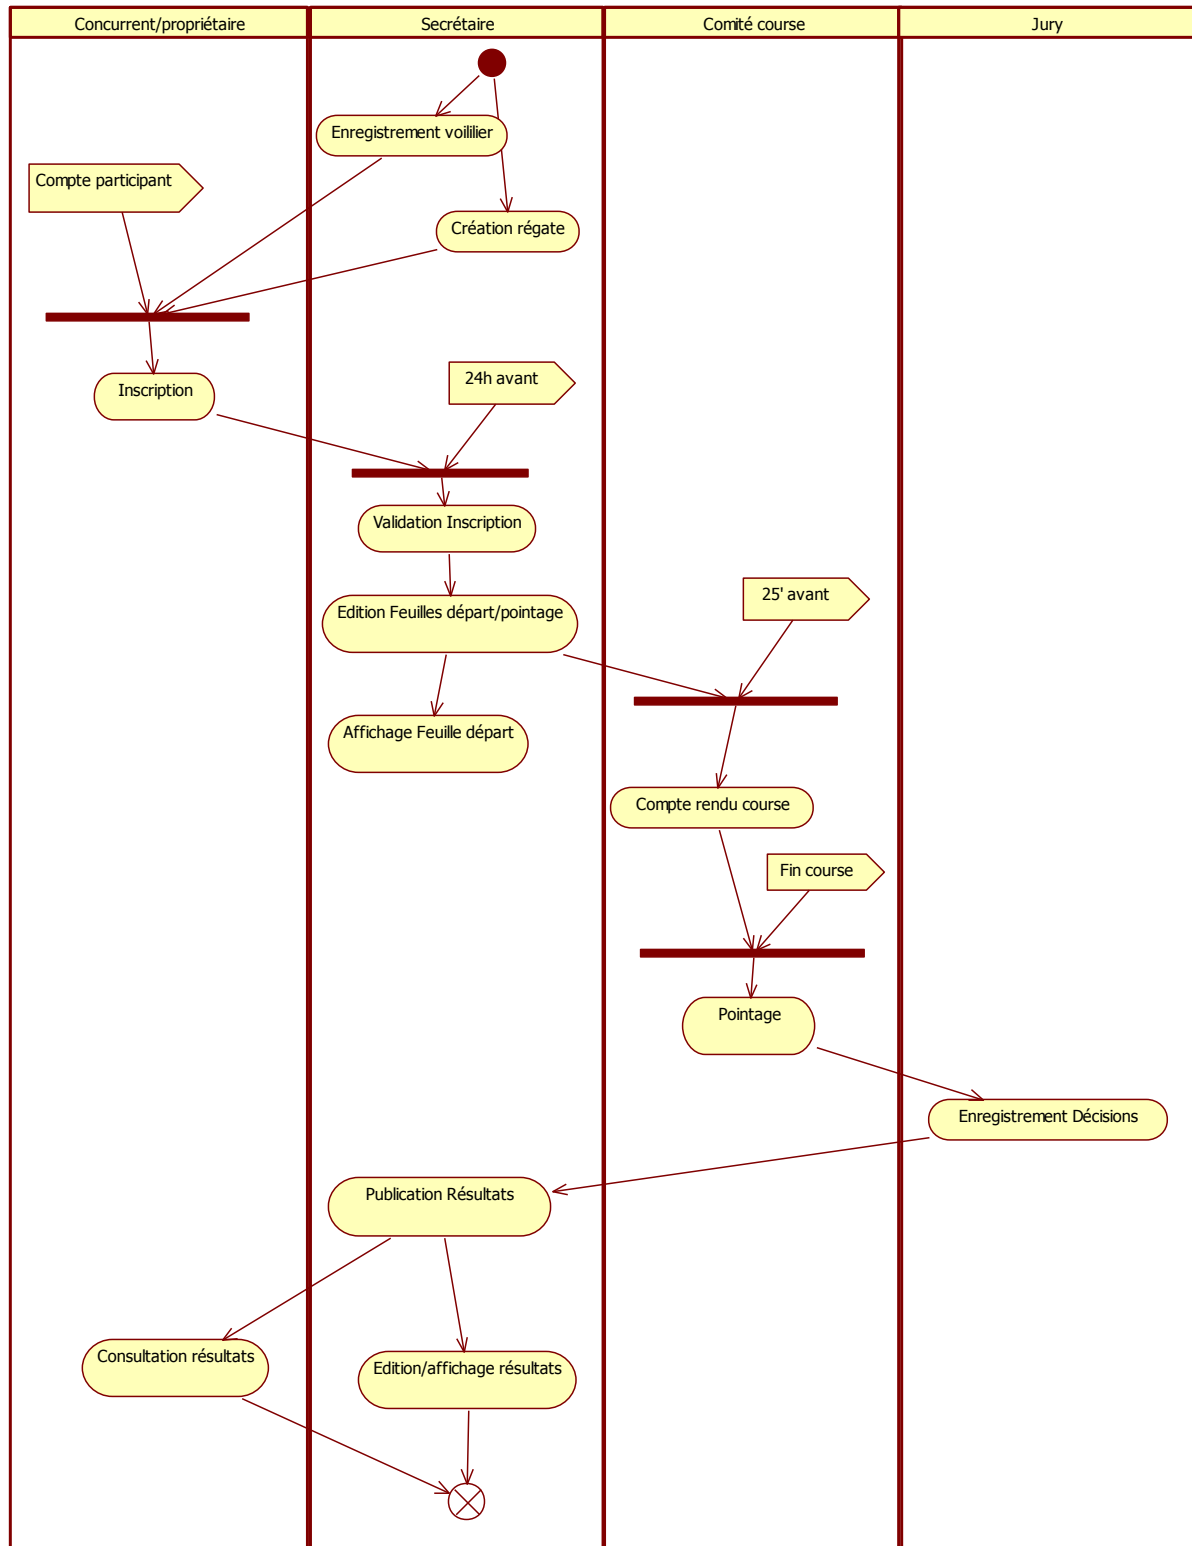 Concurrent/propriétaire
Secrétaire
Comité course
Jury
Enregistrement voililier
Compte participant
Création régate
Inscription
24h avant
Validation Inscription
Edition Feuilles départ/pointage
25' avant
Affichage Feuille départ
Compte rendu course
Fin course
Pointage
Enregistrement Décisions
Publication Résultats
Consultation résultats
Edition/affichage résultats